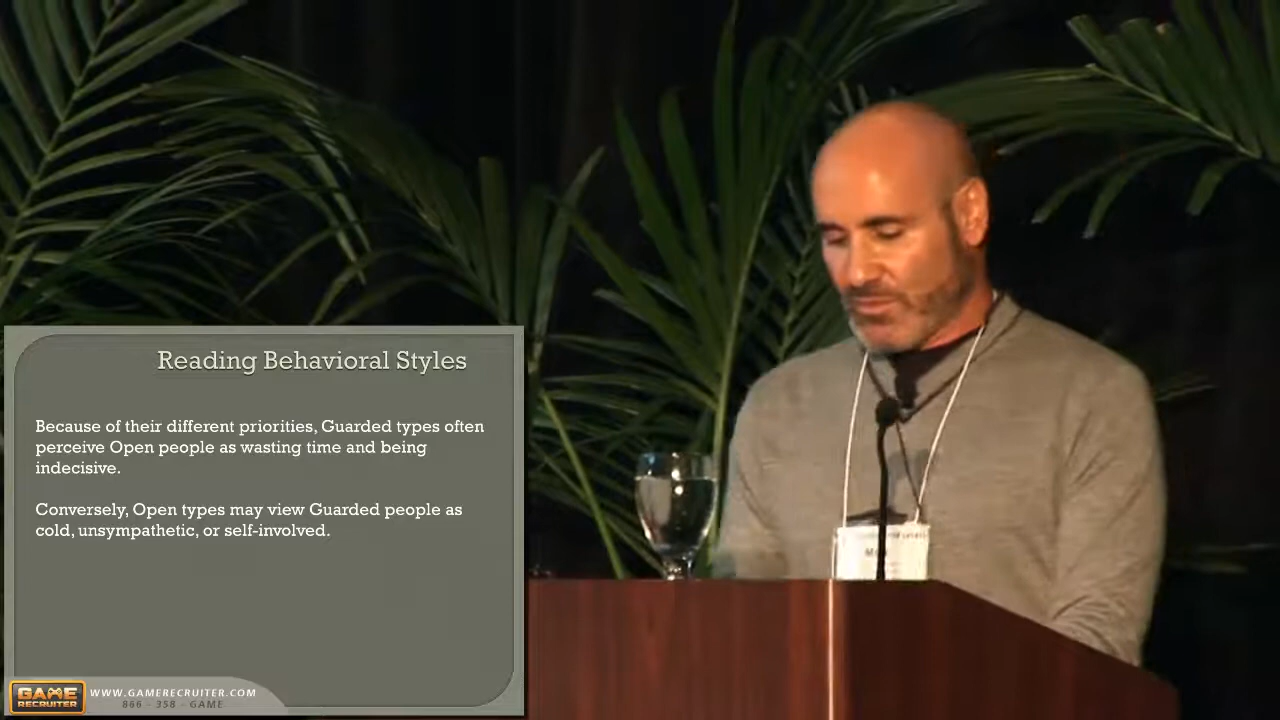 Reading Behavioral Styles
Because of their different priorities, Guarded types often
perceive Open people as wasting time and being
indecisive.
Conversely, Open types may view Guarded people as
cold, unsympathetic, or self-involved.
GAME
RECRUITER
WWW.GAMERECRUITER.COM
866 - 358 - GAME